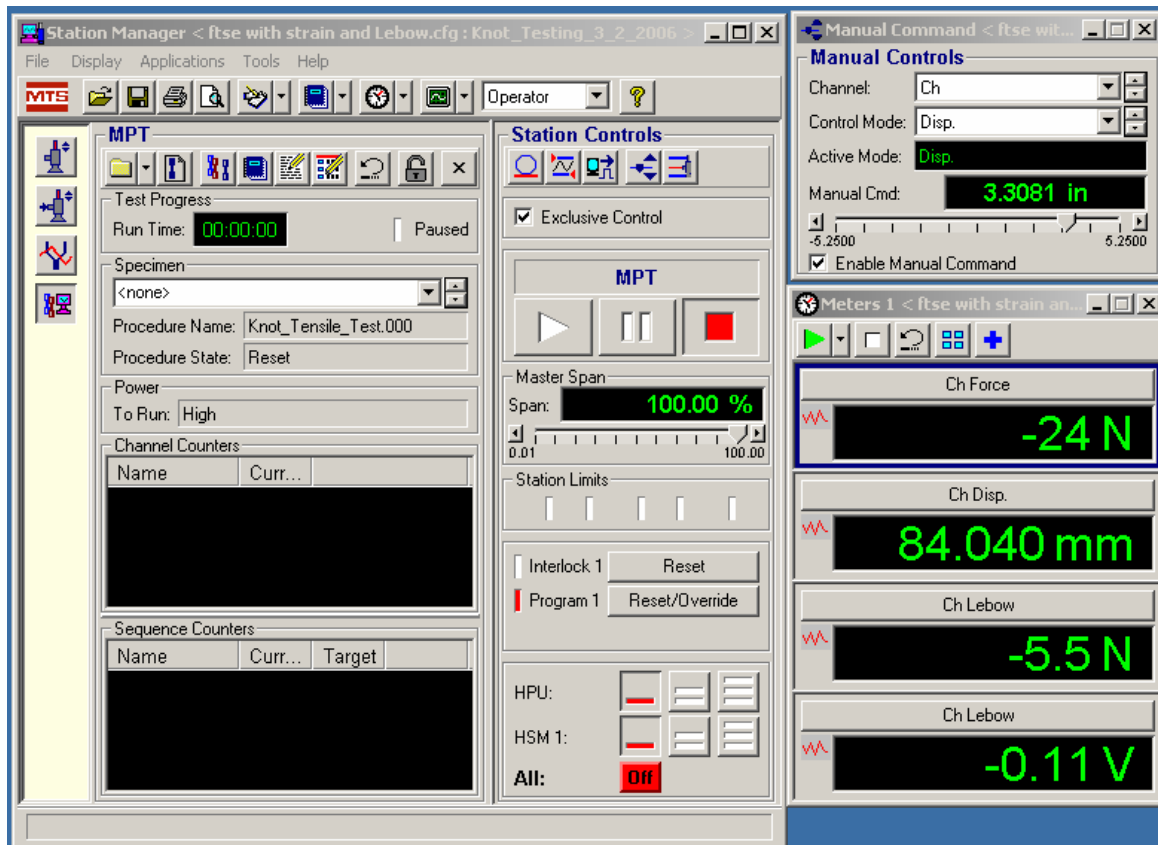 Station Manager < ftse with strain and Lebow.cfg : Knot_Testing_3_2_2006 >
File Display Applications Tools Help
MTS
Operator
MPT
Test Progress
Run Time: 00:00:00 Paused
Specimen
<none>
Procedure Name: Knot_Tensile_Test.000
Procedure State: Reset
Power
To Run: High
Channel Counters
Name Curr...
Sequence Counters
Name Curr... Target
Station Controls
Exclusive Control
MPT
Master Span
Span: 100.00 %
0.01 100.00
Station Limits
Interlock 1 Reset
Program 1 Reset/Override
HPU:
HSM 1:
All: Off
Manual Command < ftse wit...
Manual Controls
Channel: Ch
Control Mode: Disp.
Active Mode: Disp.
Manual Cmd: 3.3081 in
-5.2500 5.2500
Enable Manual Command
Meters 1 < ftse with strain an...
Ch Force
-24 N
Ch Disp.
84.040 mm
Ch Lebow
-5.5 N
Ch Lebow
-0.11 V